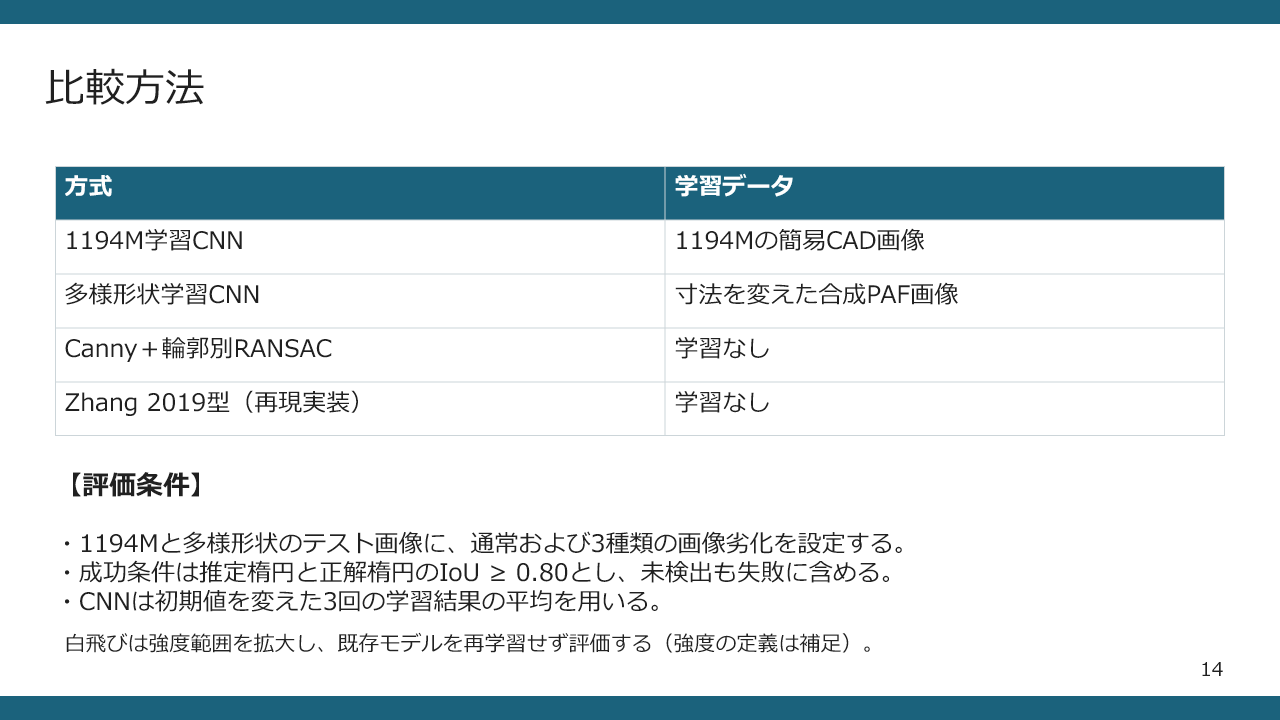 比較方法
方式 学習データ
1194M学習CNN 1194Mの簡易CAD画像
多様形状学習CNN 寸法を変えた合成PAF画像
Canny＋輪郭別RANSAC 学習なし
Zhang 2019型（再現実装） 学習なし
【評価条件】
・1194Mと多様形状のテスト画像に、通常および3種類の画像劣化を設定する。
・成功条件は推定楕円と正解楕円のIoU ≥ 0.80とし、未検出も失敗に含める。
・CNNは初期値を変えた3回の学習結果の平均を用いる。
白飛びは強度範囲を拡大し、既存モデルを再学習せず評価する（強度の定義は補足）。
14